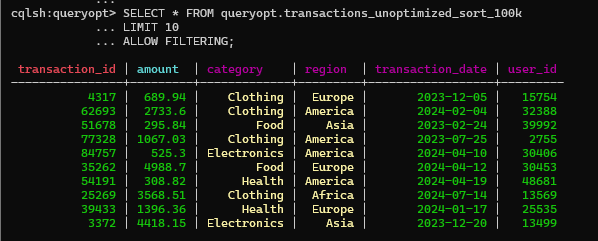 ...
cqlsh:queryopt> SELECT * FROM queryopt.transactions_unoptimized_sort_100k
... LIMIT 10
... ALLOW FILTERING;
transaction_id | amount | category | region | transaction_date | user_id
4317 | 689.94 | Clothing | Europe | 2023-12-05 | 15754
62693 | 2733.6 | Clothing | America | 2024-02-04 | 32388
51678 | 295.84 | Food | Asia | 2023-02-24 | 39992
77328 | 1067.03 | Clothing | America | 2023-07-25 | 2755
84757 | 525.3 | Electronics | America | 2024-04-10 | 30406
35262 | 4988.7 | Food | Europe | 2024-04-12 | 30453
54191 | 308.82 | Health | America | 2024-04-19 | 48681
25269 | 3568.51 | Clothing | Africa | 2024-07-14 | 13569
39433 | 1396.36 | Health | Europe | 2024-01-17 | 25535
3372 | 4418.15 | Electronics | Asia | 2023-12-20 | 13499